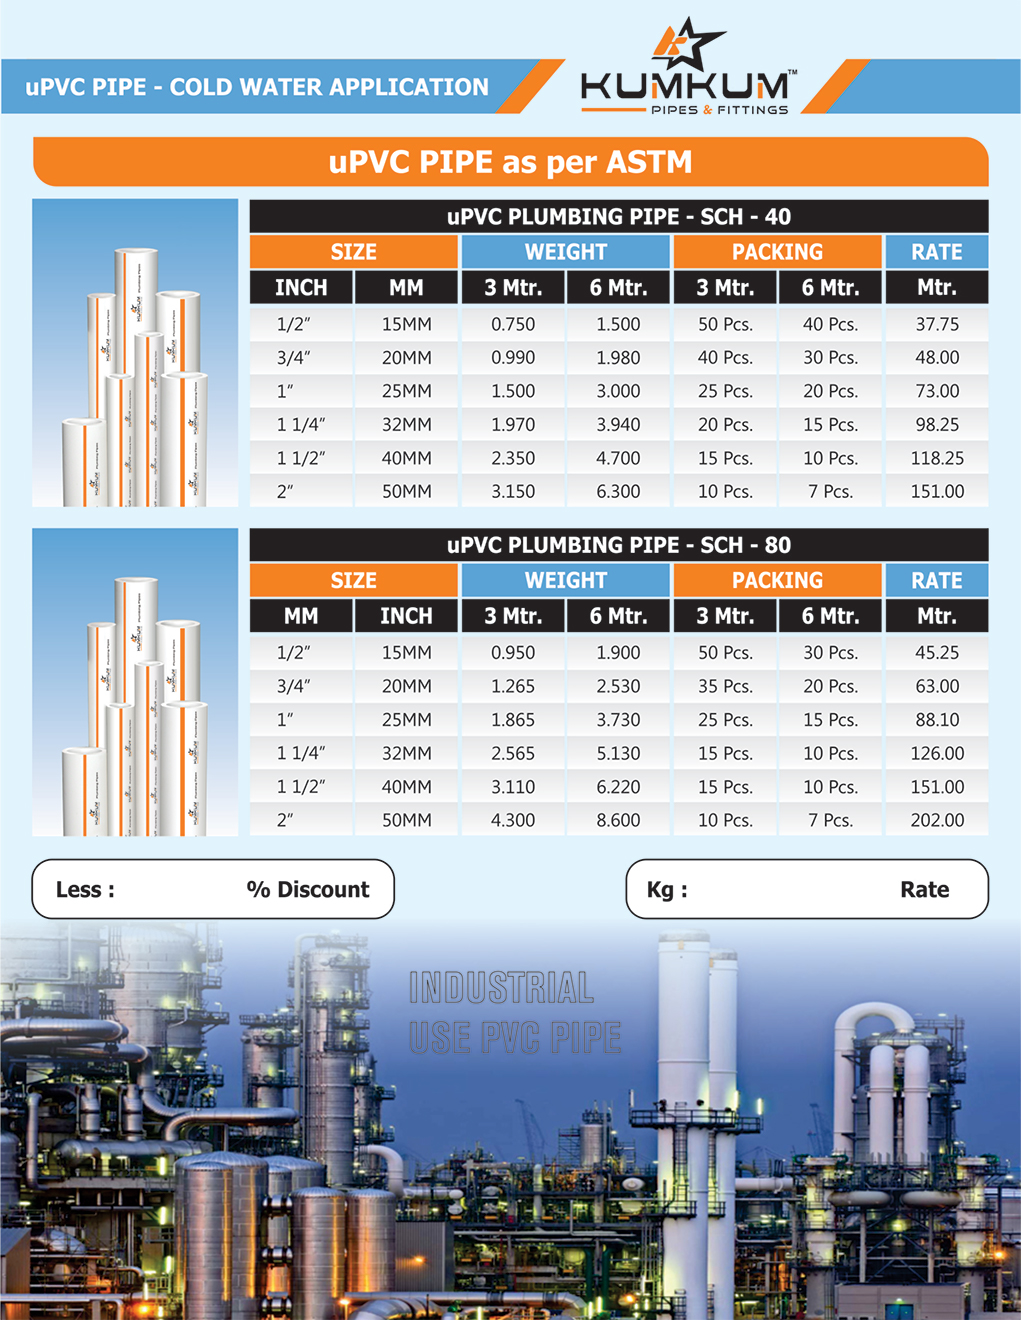 uPVC PIPE - COLD WATER APPLICATION
KUMKUM™
PIPES & FITTINGS
uPVC PIPE as per ASTM
uPVC PLUMBING PIPE - SCH - 40
SIZE WEIGHT PACKING RATE
INCH MM 3 Mtr. 6 Mtr. 3 Mtr. 6 Mtr. Mtr.
1/2” 15MM 0.750 1.500 50 Pcs. 40 Pcs. 37.75
3/4” 20MM 0.990 1.980 40 Pcs. 30 Pcs. 48.00
1” 25MM 1.500 3.000 25 Pcs. 20 Pcs. 73.00
1 1/4” 32MM 1.970 3.940 20 Pcs. 15 Pcs. 98.25
1 1/2” 40MM 2.350 4.700 15 Pcs. 10 Pcs. 118.25
2” 50MM 3.150 6.300 10 Pcs. 7 Pcs. 151.00
uPVC PLUMBING PIPE - SCH - 80
SIZE WEIGHT PACKING RATE
MM INCH 3 Mtr. 6 Mtr. 3 Mtr. 6 Mtr. Mtr.
1/2” 15MM 0.950 1.900 50 Pcs. 30 Pcs. 45.25
3/4” 20MM 1.265 2.530 35 Pcs. 20 Pcs. 63.00
1” 25MM 1.865 3.730 25 Pcs. 15 Pcs. 88.10
1 1/4” 32MM 2.565 5.130 15 Pcs. 10 Pcs. 126.00
1 1/2” 40MM 3.110 6.220 15 Pcs. 10 Pcs. 151.00
2” 50MM 4.300 8.600 10 Pcs. 7 Pcs. 202.00
Less : % Discount
Kg : Rate
INDUSTRIAL
USE PVC PIPE